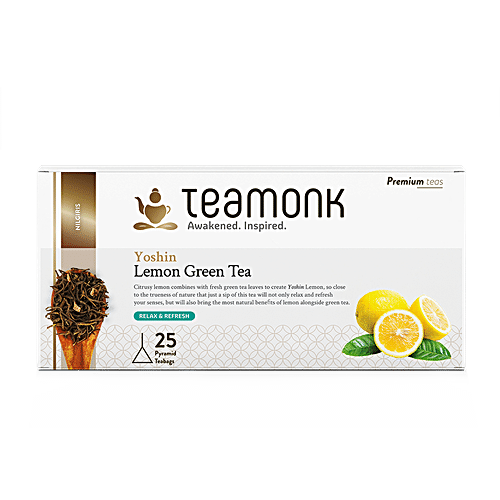 Premium teas
NILGIRIS
TEAMONK
Awakened. Inspired.
Yoshin
Lemon Green Tea
Citrusy lemon combines with fresh green tea leaves to create Yoshin Lemon, so close
to the trueness of nature that just a sip of this tea will not only relax and refresh
your senses, but will also bring the most natural benefits of lemon alongside green tea.
RELAX & REFRESH
25
Pyramid
Teabags